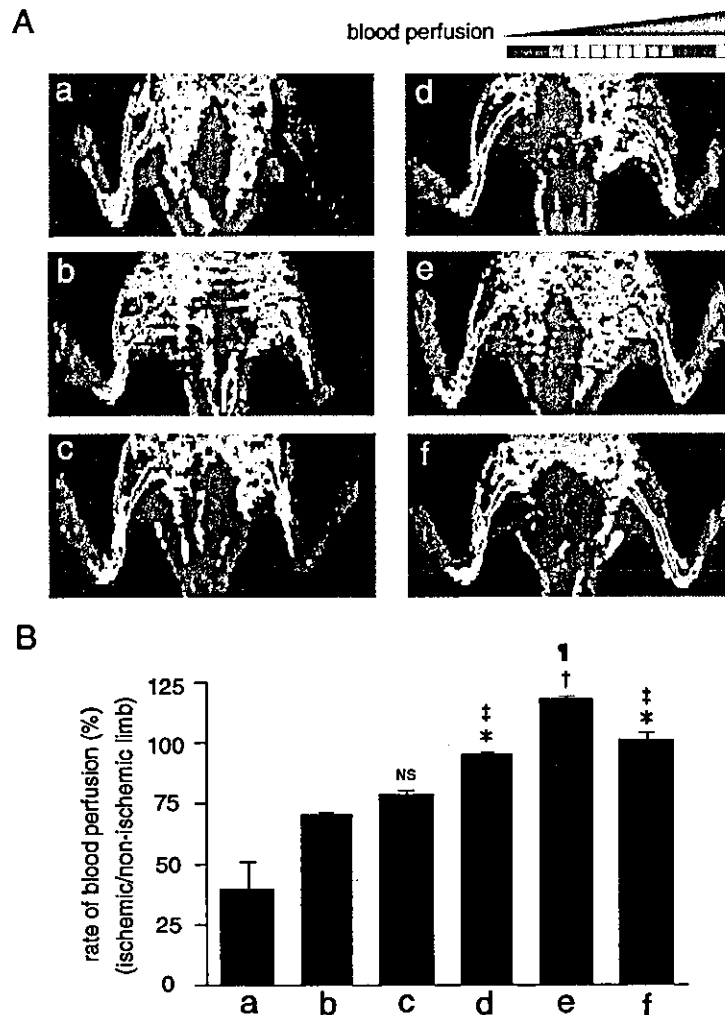 A
blood perfusion
a
d
b
e
c
f
B
rate of blood perfusion (%)
(ischemic/non-ischemic limb)
125
100
75
50
25
0
NS
‡
*
¶
†
‡
*
a b c d e f